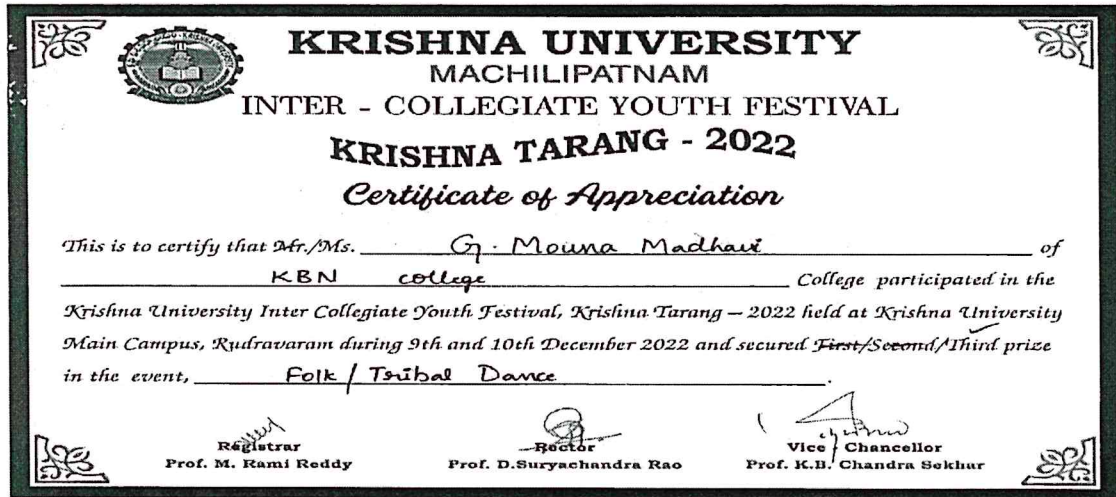 KRISHNA UNIVERSITY
MACHILIPATNAM
INTER - COLLEGIATE YOUTH FESTIVAL
KRISHNA TARANG - 2022
Certificate of Appreciation
This is to certify that Mr./Ms. G. Mouna Madhavi of
KBN college College participated in the
Krishna University Inter Collegiate Youth Festival, Krishna Tarang – 2022 held at Krishna University
Main Campus, Rudravaram during 9th and 10th December 2022 and secured First/Second/Third prize
in the event, Folk / Tribal Dance.
Registrar Rector Vice Chancellor
Prof. M. Rami Reddy Prof. D.Suryachandra Rao Prof. K.B. Chandra Sekhar